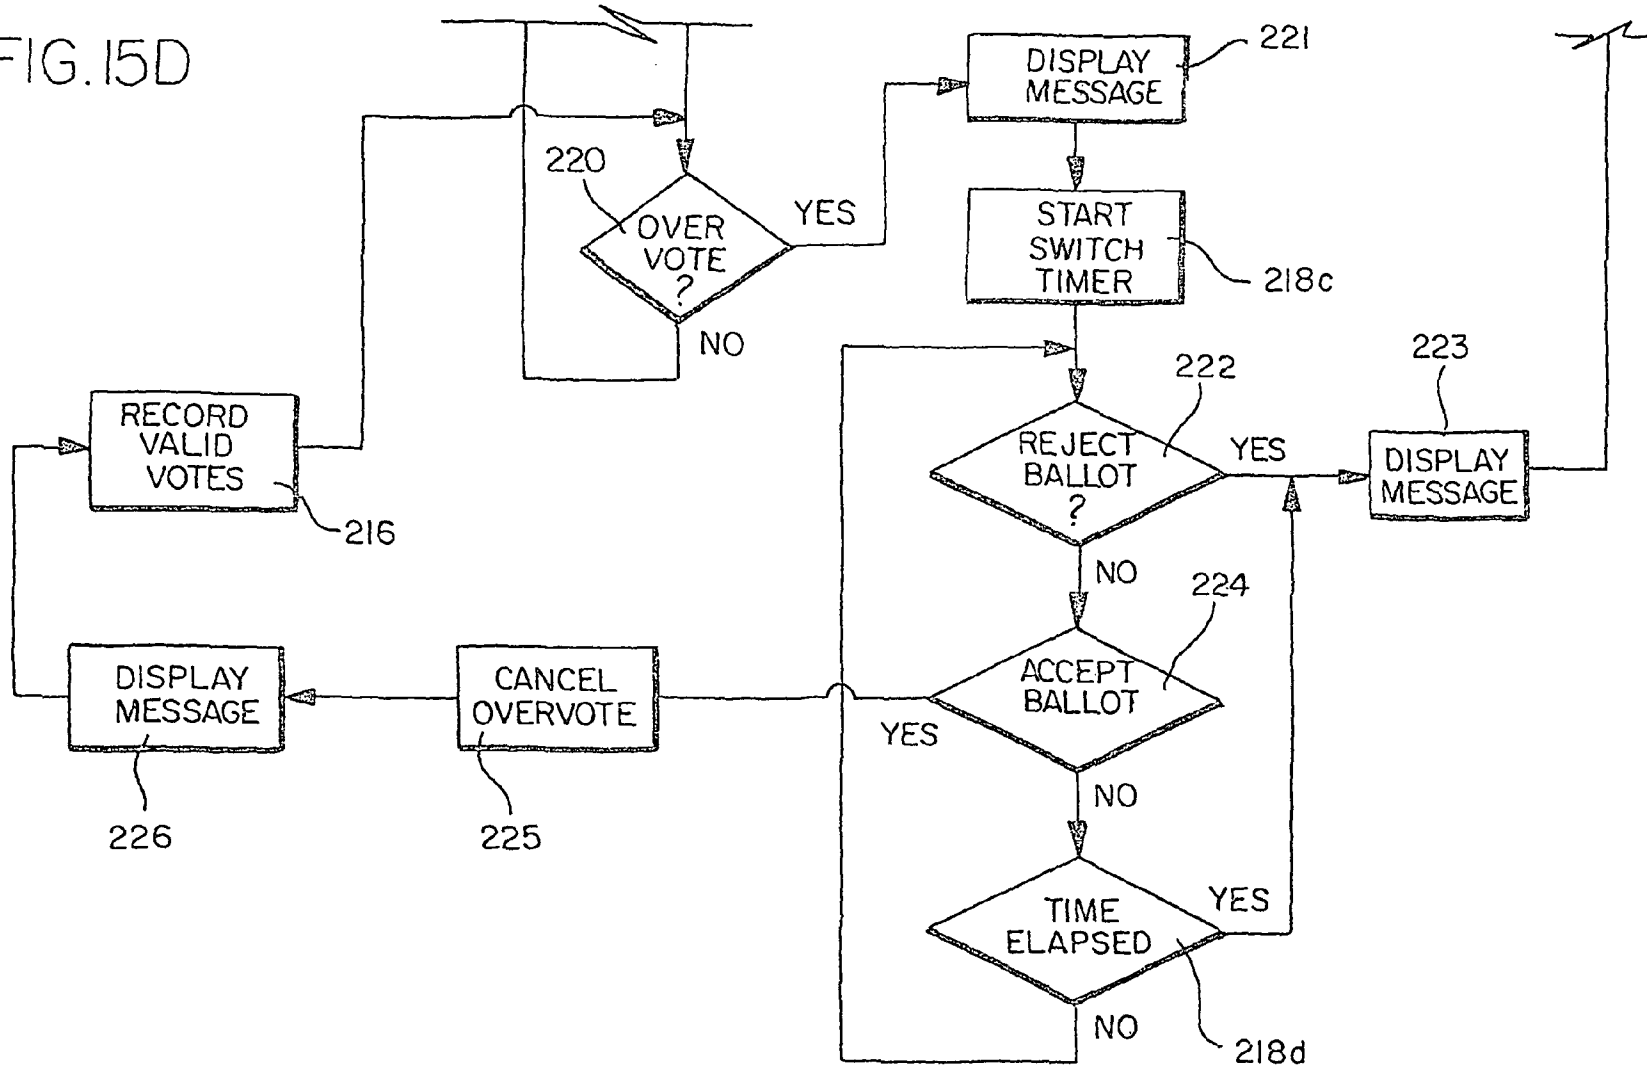 FIG.15D
DISPLAY
MESSAGE
221
220
OVER
VOTE
?
YES
NO
START
SWITCH
TIMER
218c
RECORD
VALID
VOTES
216
222
REJECT
BALLOT
?
YES
NO
223
DISPLAY
MESSAGE
224
ACCEPT
BALLOT
YES
NO
CANCEL
OVERVOTE
225
DISPLAY
MESSAGE
226
TIME
ELAPSED
YES
NO
218d